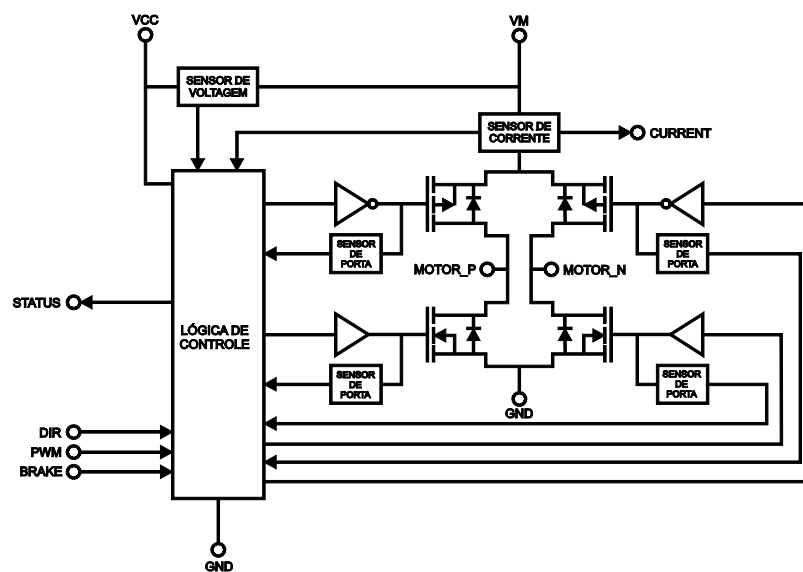 VCC
VM
SENSOR DE
VOLTAGEM
SENSOR DE
CORRENTE
CURRENT
SENSOR
DE
PORTA
SENSOR
DE
PORTA
MOTOR_P
MOTOR_N
STATUS
LÓGICA DE
CONTROLE
SENSOR
DE
PORTA
SENSOR
DE
PORTA
GND
DIR
PWM
BRAKE
GND